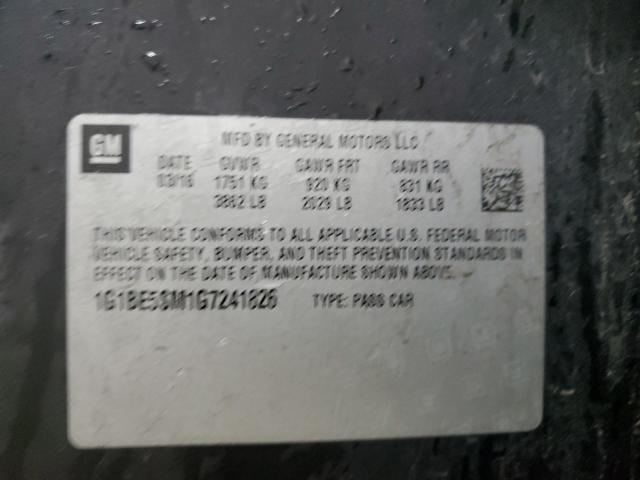 GM
MFD BY GENERAL MOTORS LLC
DATE GVWR GAWR FRT GAWR RR
03/16 1751 KG 920 KG 831 KG
3862 LB 2029 LB 1833 LB
THIS VEHICLE CONFORMS TO ALL APPLICABLE U.S. FEDERAL MOTOR
VEHICLE SAFETY, BUMPER, AND THEFT PREVENTION STANDARDS IN
EFFECT ON THE DATE OF MANUFACTURE SHOWN ABOVE.
1G1BE5SM1G7241826 TYPE: PASS CAR